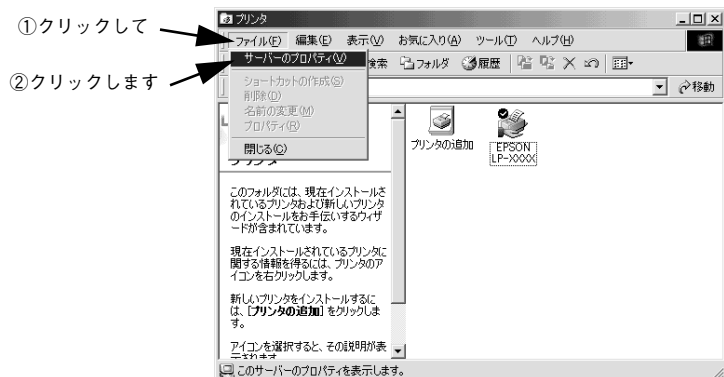 プリンタ
①クリックして
ファイル(F) 編集(E) 表示(V) お気に入り(A) ツール(T) ヘルプ(H)
②クリックします
サーバーのプロパティ(V)
検索 フォルダ 履歴
ショートカットの作成(S)
削除(D)
名前の変更(M)
プロパティ(R)
閉じる(C)
移動
プリンタの追加
EPSON
LP-XXXX
プリンタ
このフォルダには、現在インストールさ
れているプリンタおよび新しいプリンタ
のインストールをお手伝いするウィザ
ードが含まれています。
現在インストールされているプリンタに
関する情報を得るには、プリンタのア
イコンを右クリックします。
新しいプリンタをインストールするに
は、[プリンタの追加] をクリックしま
す。
アイコンを選択すると、その説明が表
示されます。
このサーバーのプロパティを表示します。